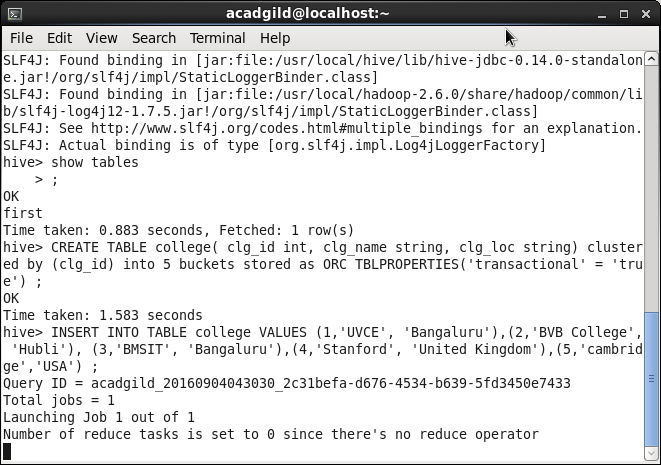 acadgild@localhost:~
File Edit View Search Terminal Help
SLF4J: Found binding in [jar:file:/usr/local/hive/lib/hive-jdbc-0.14.0-standalon
e.jar!/org/slf4j/impl/StaticLoggerBinder.class]
SLF4J: Found binding in [jar:file:/usr/local/hadoop-2.6.0/share/hadoop/common/li
b/slf4j-log4j12-1.7.5.jar!/org/slf4j/impl/StaticLoggerBinder.class]
SLF4J: See http://www.slf4j.org/codes.html#multiple_bindings for an explanation.
SLF4J: Actual binding is of type [org.slf4j.impl.Log4jLoggerFactory]
hive> show tables
    > ;
OK
first
Time taken: 0.883 seconds, Fetched: 1 row(s)
hive> CREATE TABLE college( clg_id int, clg_name string, clg_loc string) cluster
ed by (clg_id) into 5 buckets stored as ORC TBLPROPERTIES('transactional' = 'tru
e') ;
OK
Time taken: 1.583 seconds
hive> INSERT INTO TABLE college VALUES (1,'UVCE', 'Bangaluru'),(2,'BVB College',
 'Hubli'), (3,'BMSIT', 'Bangaluru'),(4,'Stanford', 'United Kingdom'),(5,'cambrid
ge','USA') ;
Query ID = acadgild_20160904043030_2c31befa-d676-4534-b639-5fd3450e7433
Total jobs = 1
Launching Job 1 out of 1
Number of reduce tasks is set to 0 since there's no reduce operator